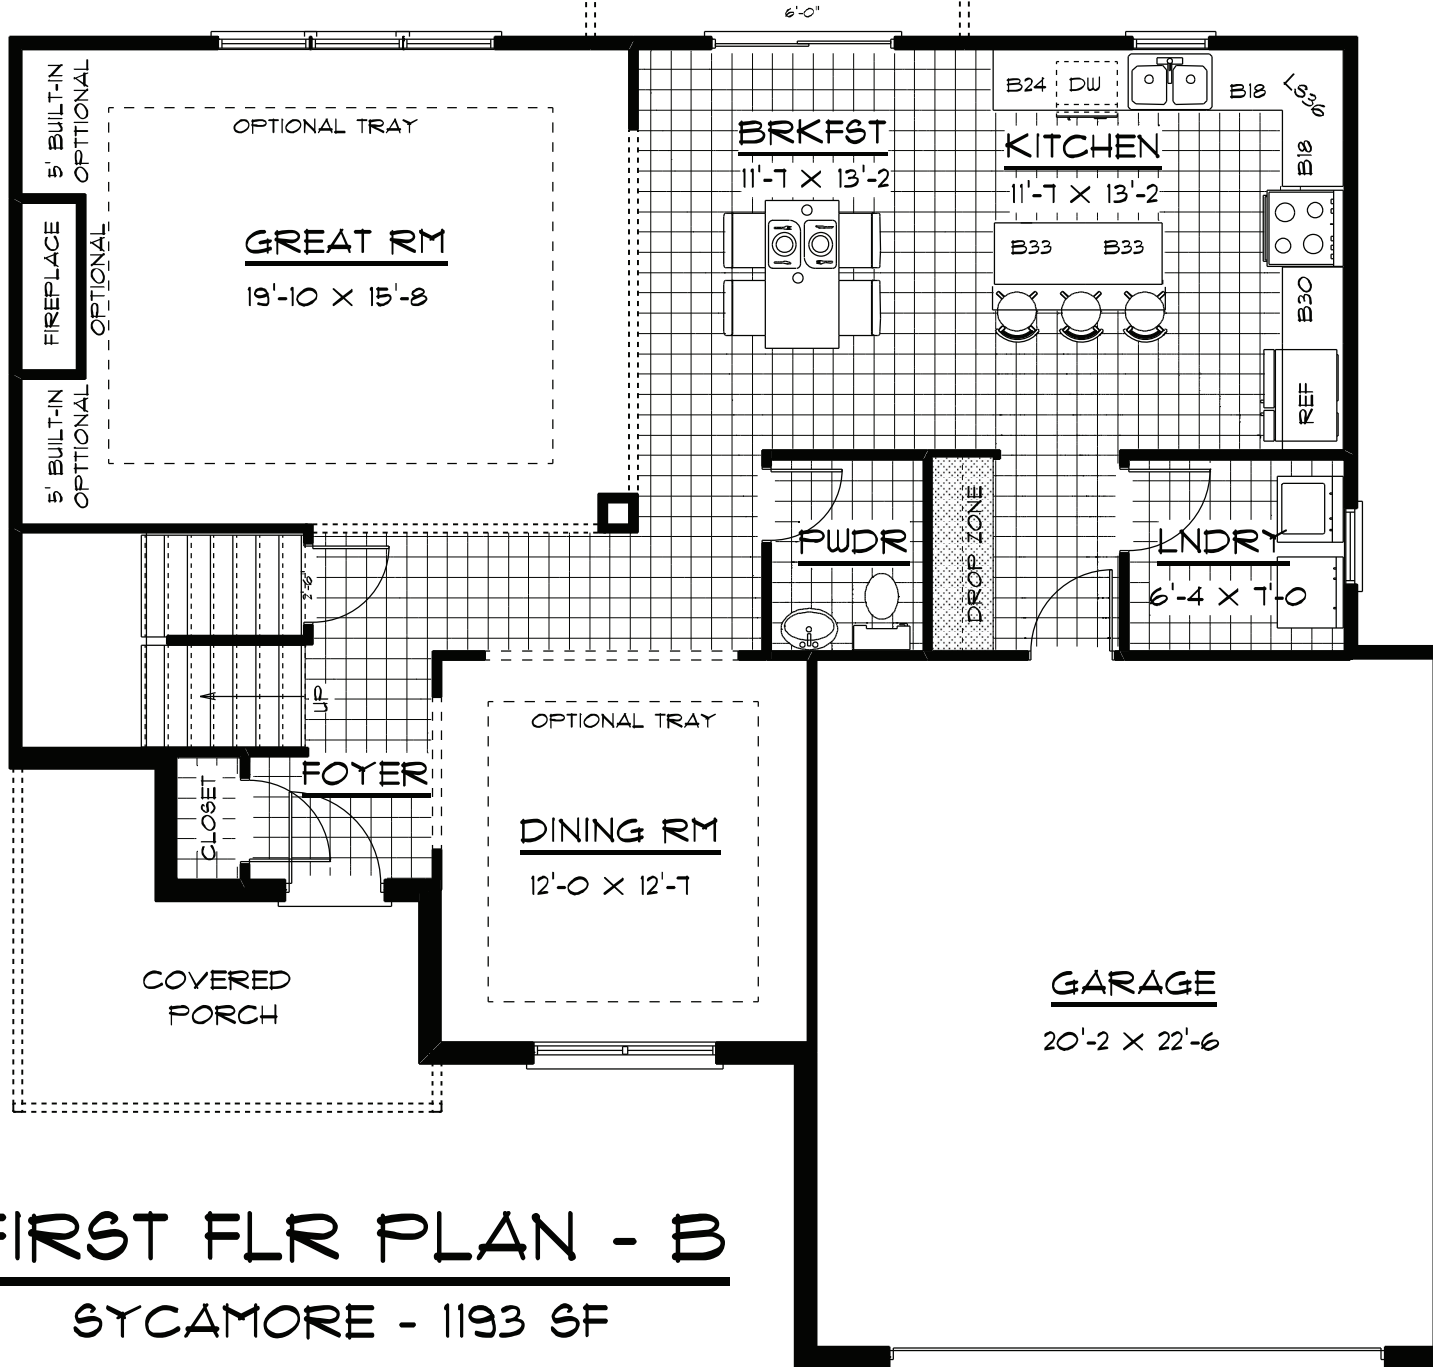 6'-0"
5' BUILT-IN
OPTIONAL
OPTIONAL TRAY
GREAT RM
19'-10 X 15'-8
FIREPLACE
OPTIONAL
5' BUILT-IN
OPTIONAL
BRKFST
11'-7 X 13'-2
KITCHEN
11'-7 X 13'-2
B24
DW
B18
LS36
B18
B33
B33
B30
REF
PWDR
DROP ZONE
LNDRY
6'-4 X 7'-0
2'-6"
UP
FOYER
CLOSET
OPTIONAL TRAY
DINING RM
12'-0 X 12'-7
COVERED
PORCH
GARAGE
20'-2 X 22'-6
FIRST FLR PLAN - B
SYCAMORE - 1193 SF